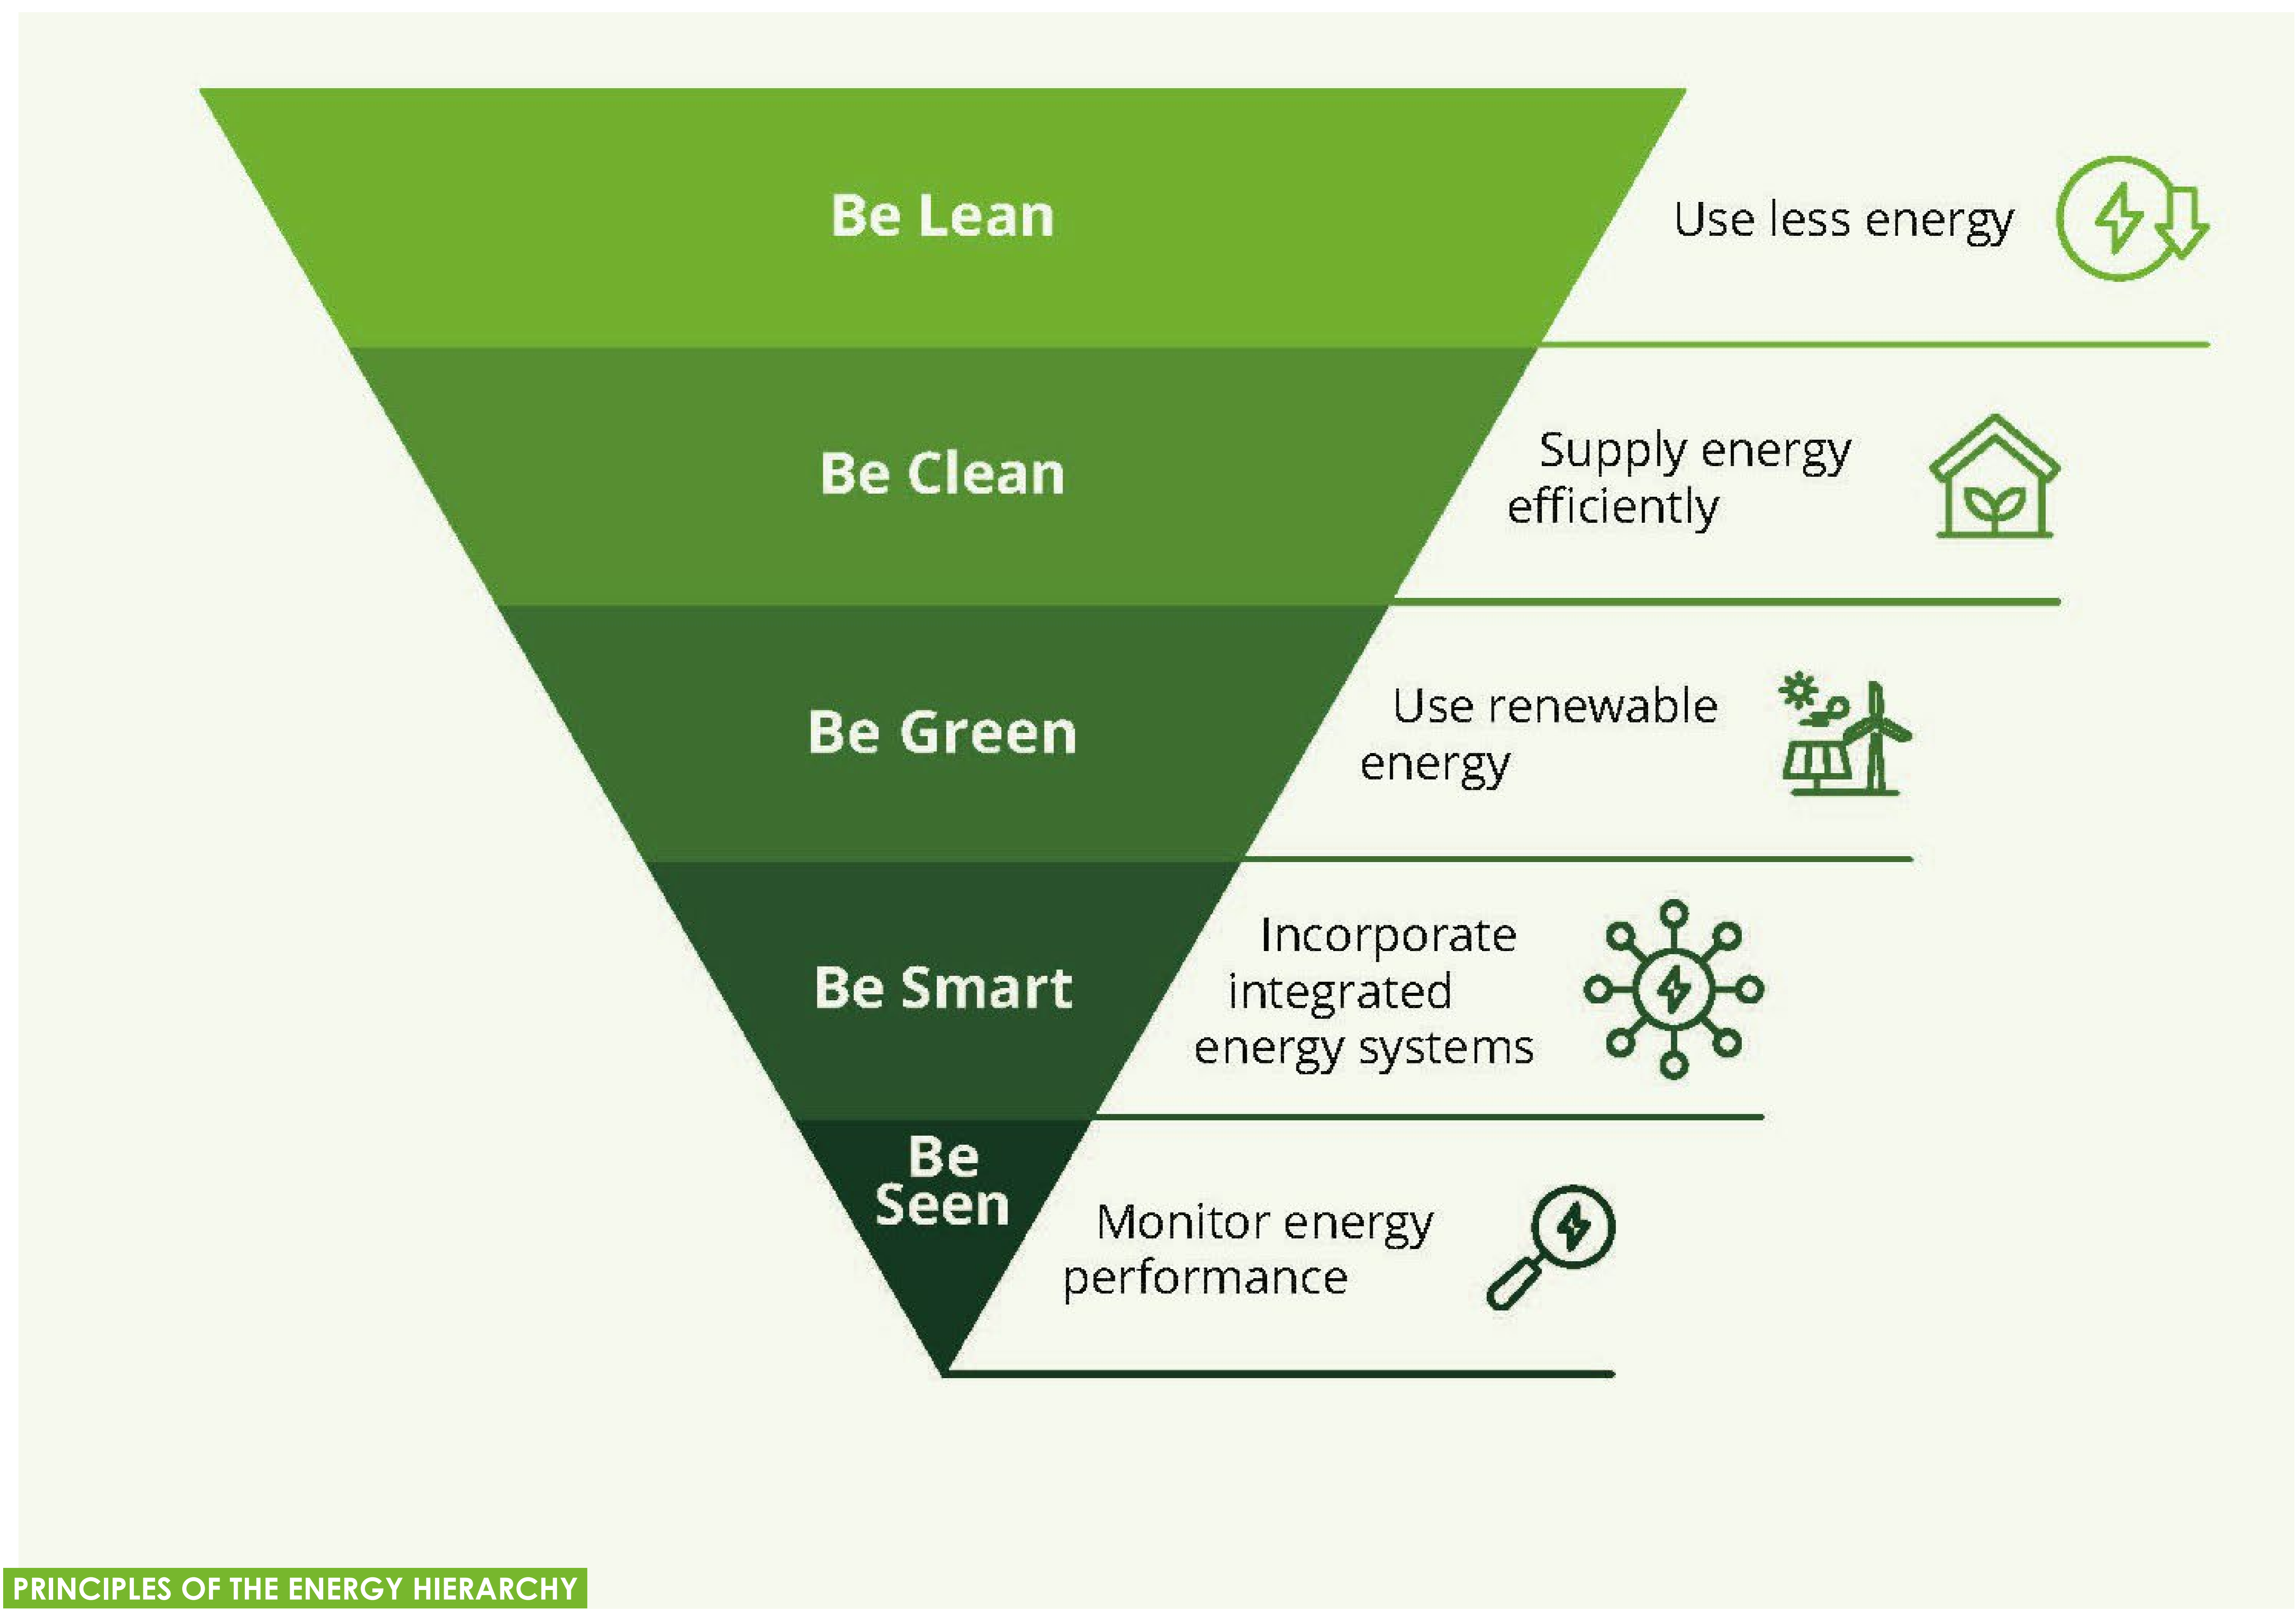 Be Lean
Use less energy
Be Clean
Supply energy
efficiently
Be Green
Use renewable
energy
Be Smart
Incorporate
integrated
energy systems
Be
Seen
Monitor energy
performance
PRINCIPLES OF THE ENERGY HIERARCHY